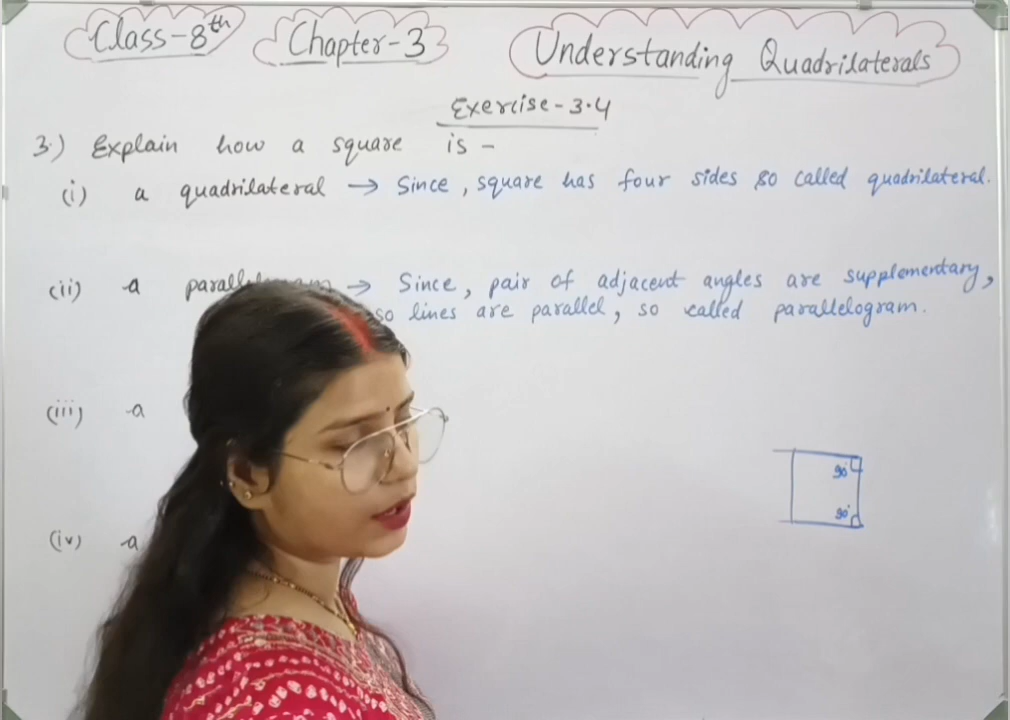 Class-8th Chapter-3 Understanding Quadrilaterals
Exercise-3.4
3.) Explain how a square is -
(i) a quadrilateral → Since, square has four sides so called quadrilateral.
(ii) a → Since, pair of adjacent angles are supplementary,
so lines are parallel, so called parallelogram.
(iii) a
90°
90°
(iv) a